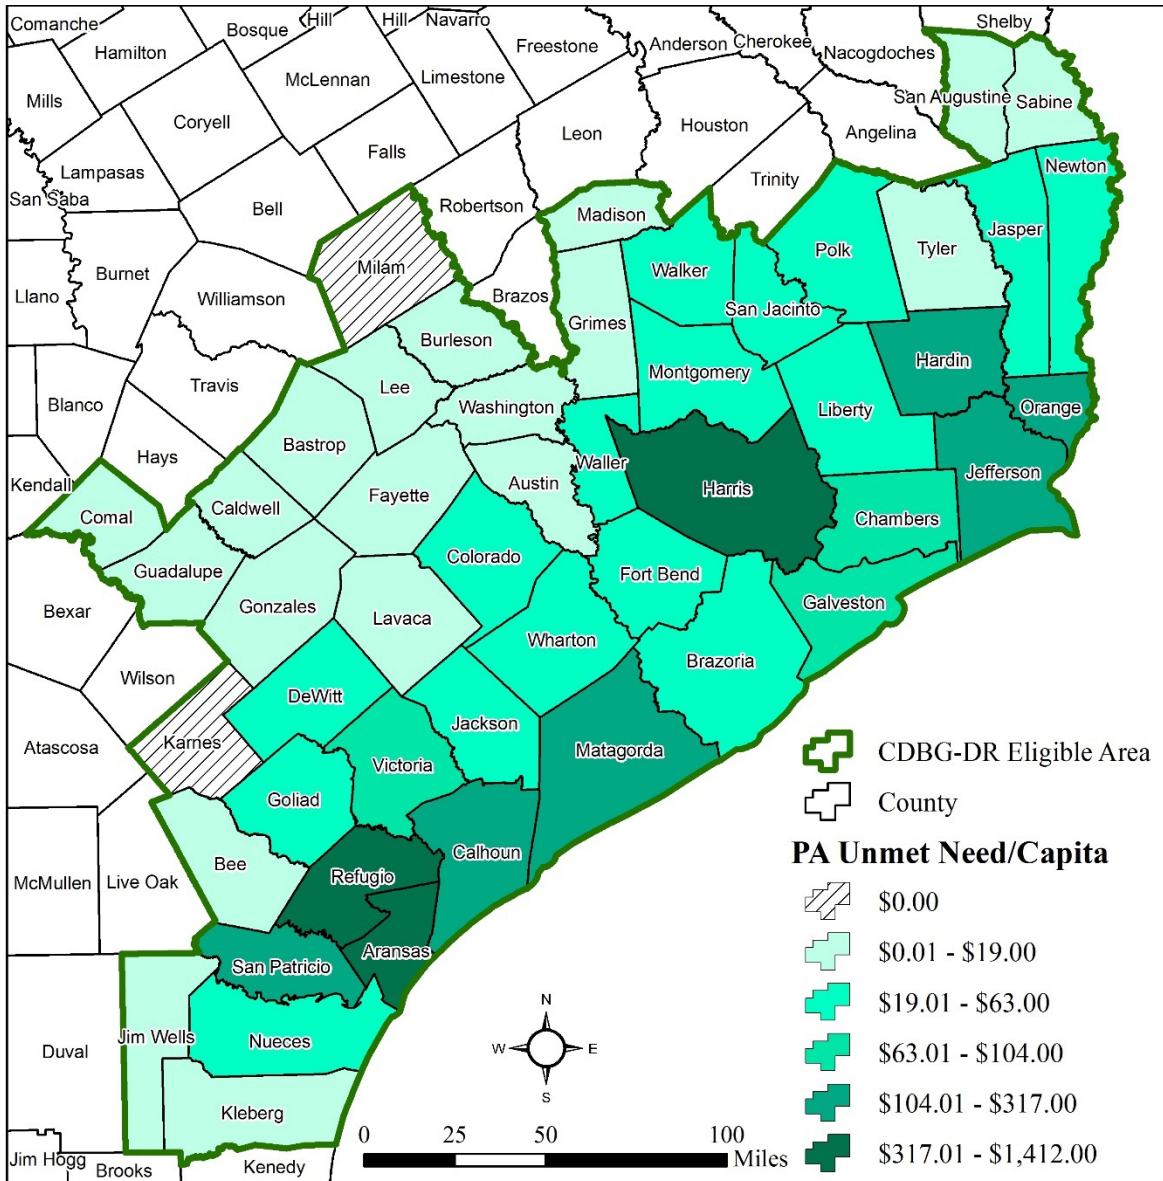 Shelby
Comanche
Hill
Hill
Navarro
Bosque
Freestone
Anderson
Cherokee
Nacogdoches
Hamilton
McLennan
Limestone
Mills
San Augustine
Sabine
Coryell
Leon
Houston
Angelina
Falls
Lampasas
Newton
Trinity
San Saba
Bell
Robertson
Madison
Jasper
Polk
Tyler
Milam
Walker
Burnet
Llano
Williamson
Brazos
San Jacinto
Grimes
Burleson
Hardin
Montgomery
Travis
Lee
Blanco
Washington
Liberty
Orange
Bastrop
Hays
Waller
Jefferson
Kendall
Austin
Harris
Fayette
Caldwell
Comal
Chambers
Colorado
Guadalupe
Fort Bend
Gonzales
Galveston
Bexar
Lavaca
Wharton
Brazoria
Wilson
DeWitt
Jackson
Karnes
Atascosa
Matagorda
Victoria
Goliad
Calhoun
Bee
McMullen
Live Oak
Refugio
Aransas
San Patricio
Jim Wells
Nueces
Duval
Kleberg
Jim Hogg
Brooks
Kenedy
N
W
E
S
0
25
50
100
Miles
CDBG-DR Eligible Area
County
PA Unmet Need/Capita
$0.00
$0.01 - $19.00
$19.01 - $63.00
$63.01 - $104.00
$104.01 - $317.00
$317.01 - $1,412.00